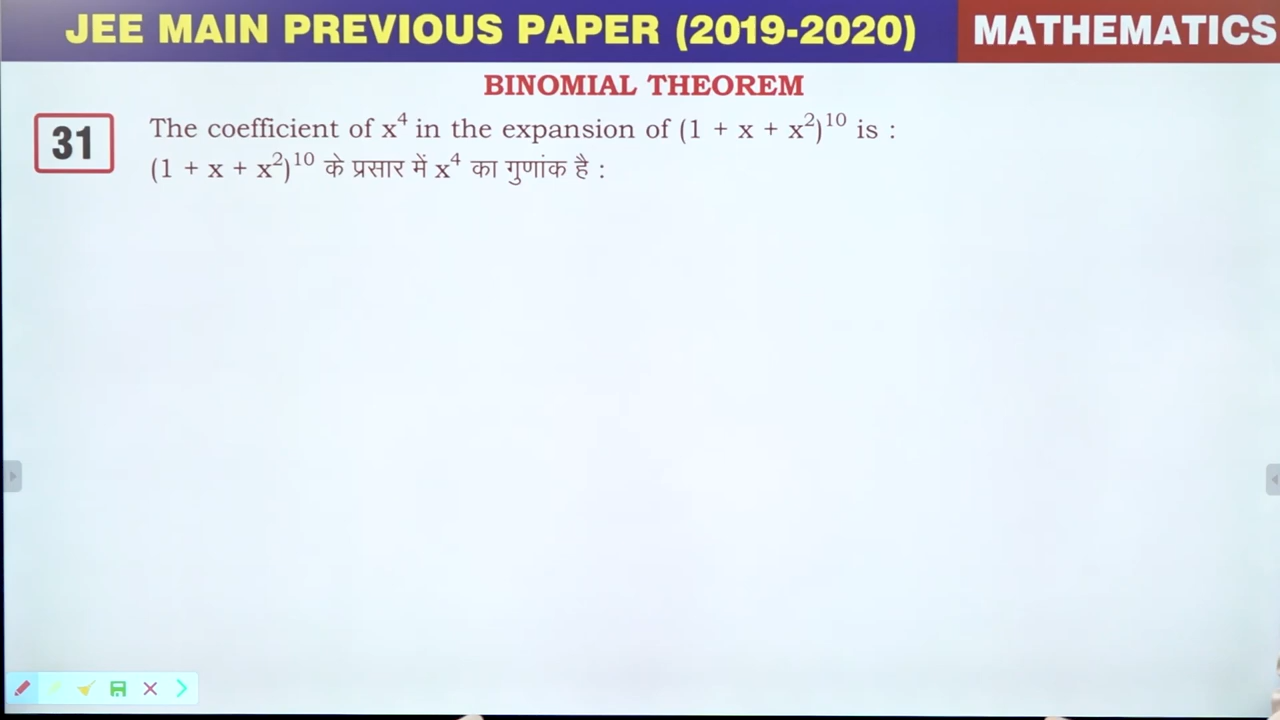 JEE MAIN PREVIOUS PAPER (2019-2020) MATHEMATICS
BINOMIAL THEOREM
31 The coefficient of x⁴ in the expansion of (1 + x + x²)¹⁰ is :
(1 + x + x²)¹⁰ के प्रसार में x⁴ का गुणांक है :